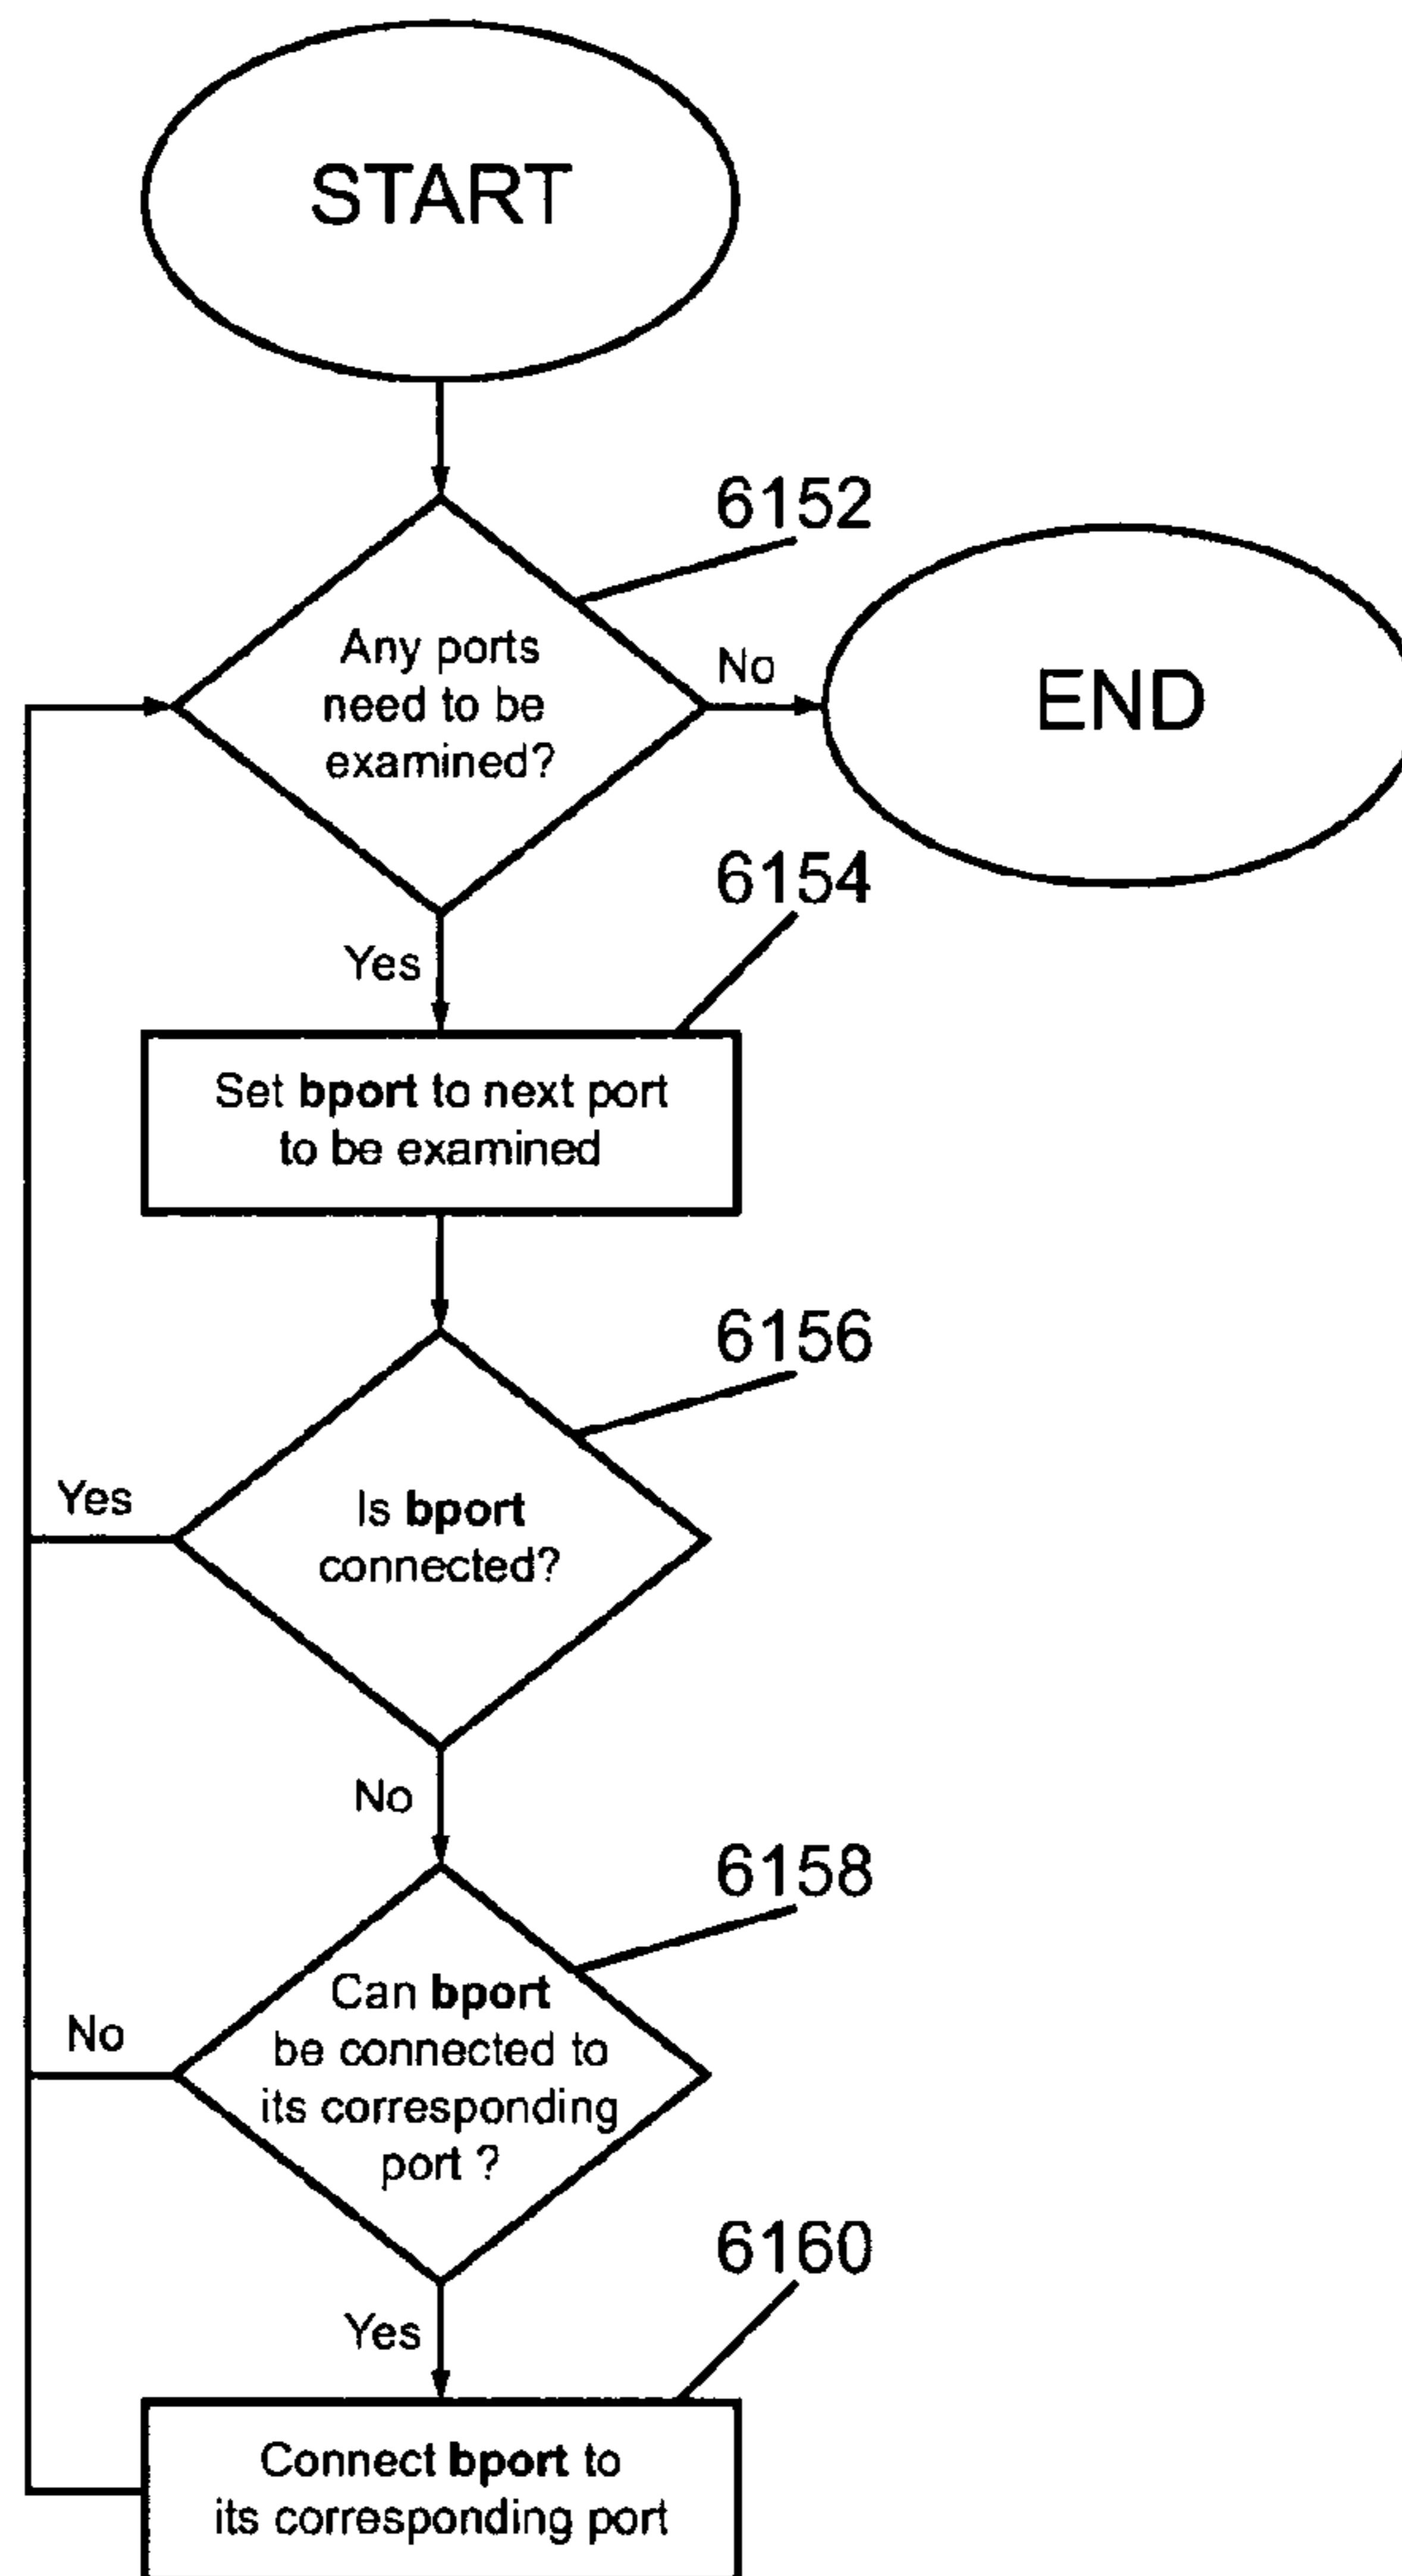 START
6152
Any ports
need to be
examined?
No
END
6154
Yes
Set bport to next port
to be examined
6156
Yes
Is bport
connected?
No
6158
Can bport
be connected to
its corresponding
port ?
No
6160
Yes
Connect bport to
its corresponding port